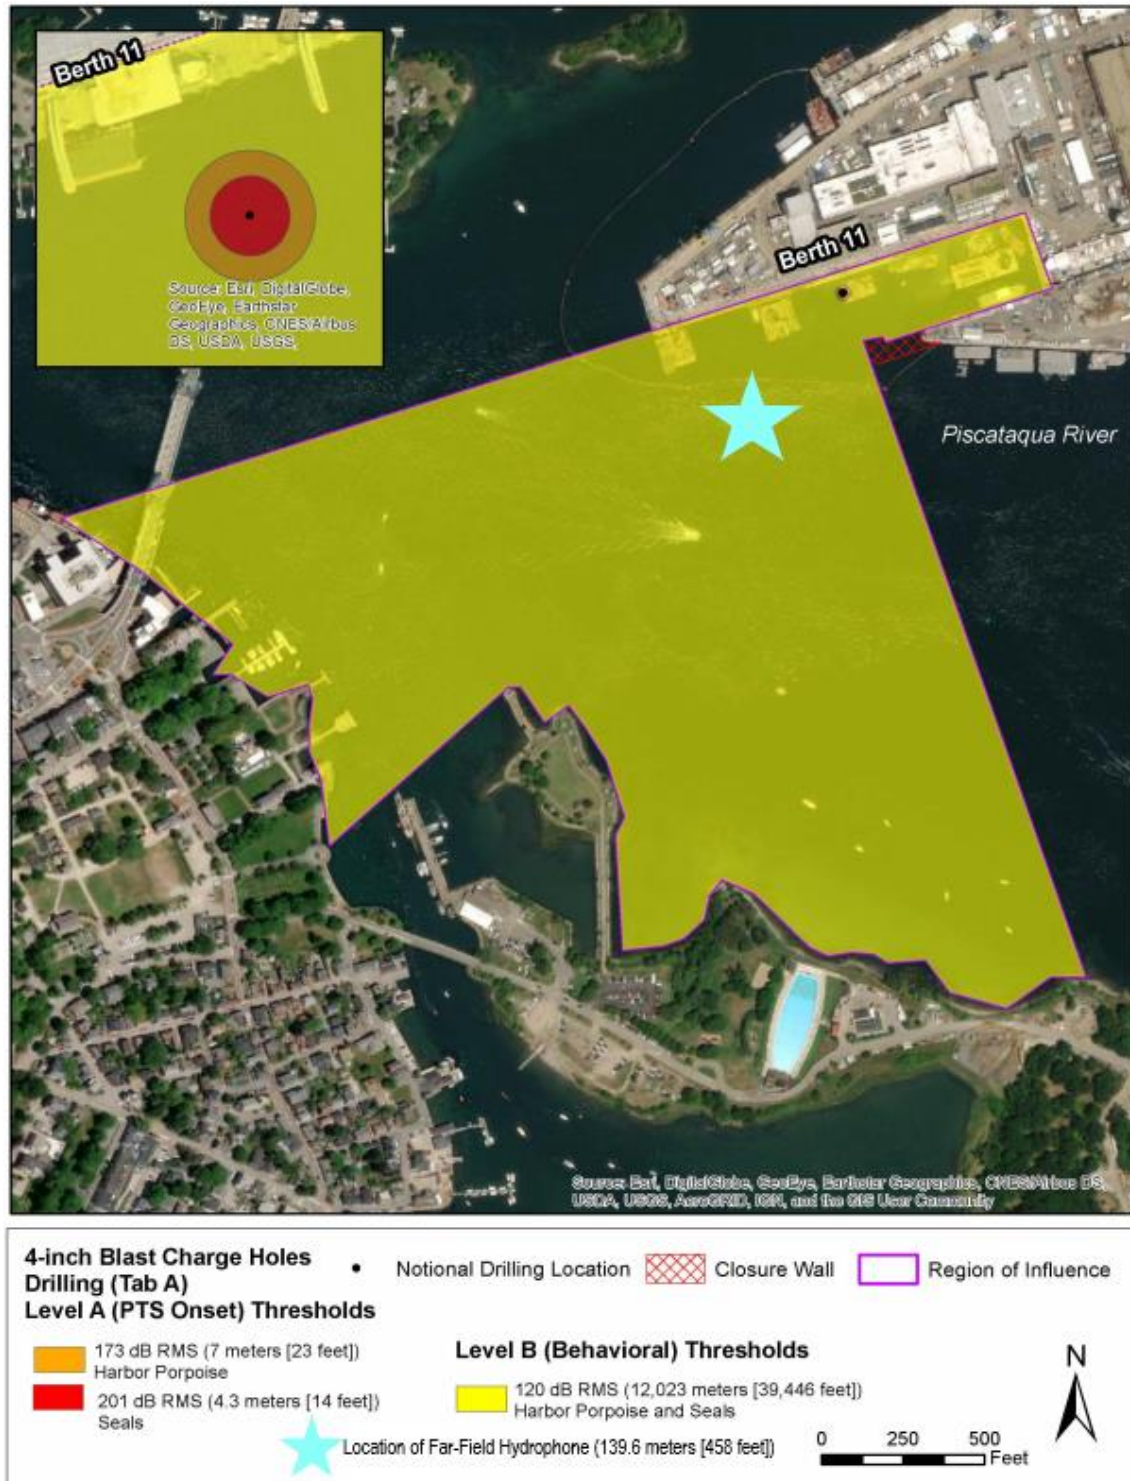 Berth 11
Source: Esri, DigitalGlobe,
GeoEye, Earthstar
Geographics, CNES/Airbus
DS, USDA, USGS,
Berth 11
Piscataqua River
Source: Esri, DigitalGlobe, GeoEye, Earthstar Geographics, CNES/Airbus DS,
USDA, USGS, AeroGRID, IGN, and the GIS User Community
4-inch Blast Charge Holes
Drilling (Tab A)
Notional Drilling Location
Closure Wall
Region of Influence
Level A (PTS Onset) Thresholds
173 dB RMS (7 meters [23 feet])
Harbor Porpoise
201 dB RMS (4.3 meters [14 feet])
Seals
Level B (Behavioral) Thresholds
120 dB RMS (12,023 meters [39,446 feet])
Harbor Porpoise and Seals
Location of Far-Field Hydrophone (139.6 meters [458 feet])
N
0 250 500
Feet